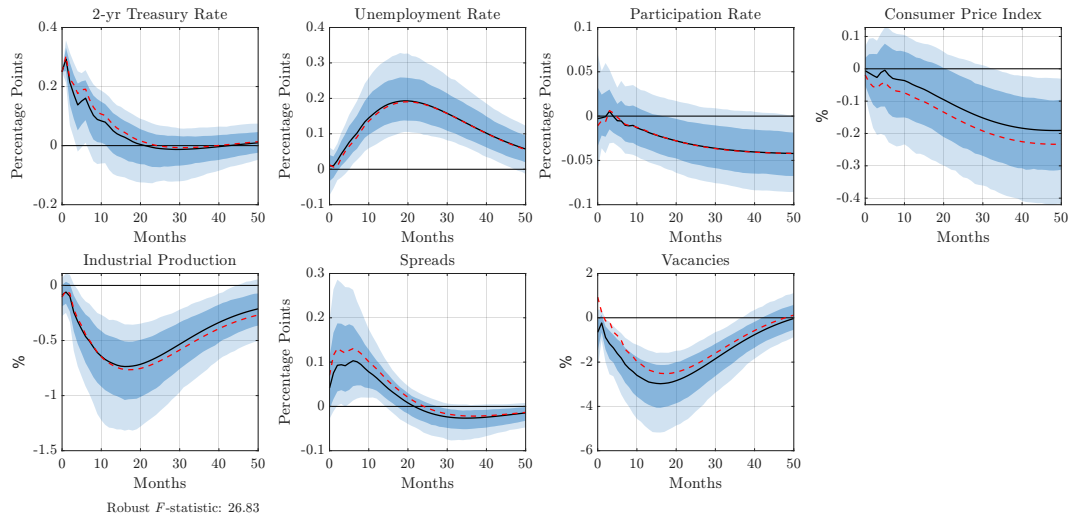 2-yr Treasury Rate
Percentage Points
0.4
0.2
0
-0.2
0 10 20 30 40 50
Months
Unemployment Rate
Percentage Points
0.4
0.3
0.2
0.1
0
-0.1
0 10 20 30 40 50
Months
Participation Rate
Percentage Points
0.1
0.05
0
-0.05
-0.1
0 10 20 30 40 50
Months
Consumer Price Index
%
0.1
0
-0.1
-0.2
-0.3
-0.4
0 10 20 30 40 50
Months
Industrial Production
%
0
-0.5
-1
-1.5
0 10 20 30 40 50
Months
Spreads
Percentage Points
0.3
0.2
0.1
0
-0.1
0 10 20 30 40 50
Months
Vacancies
%
2
0
-2
-4
-6
0 10 20 30 40 50
Months
Robust F-statistic: 26.83